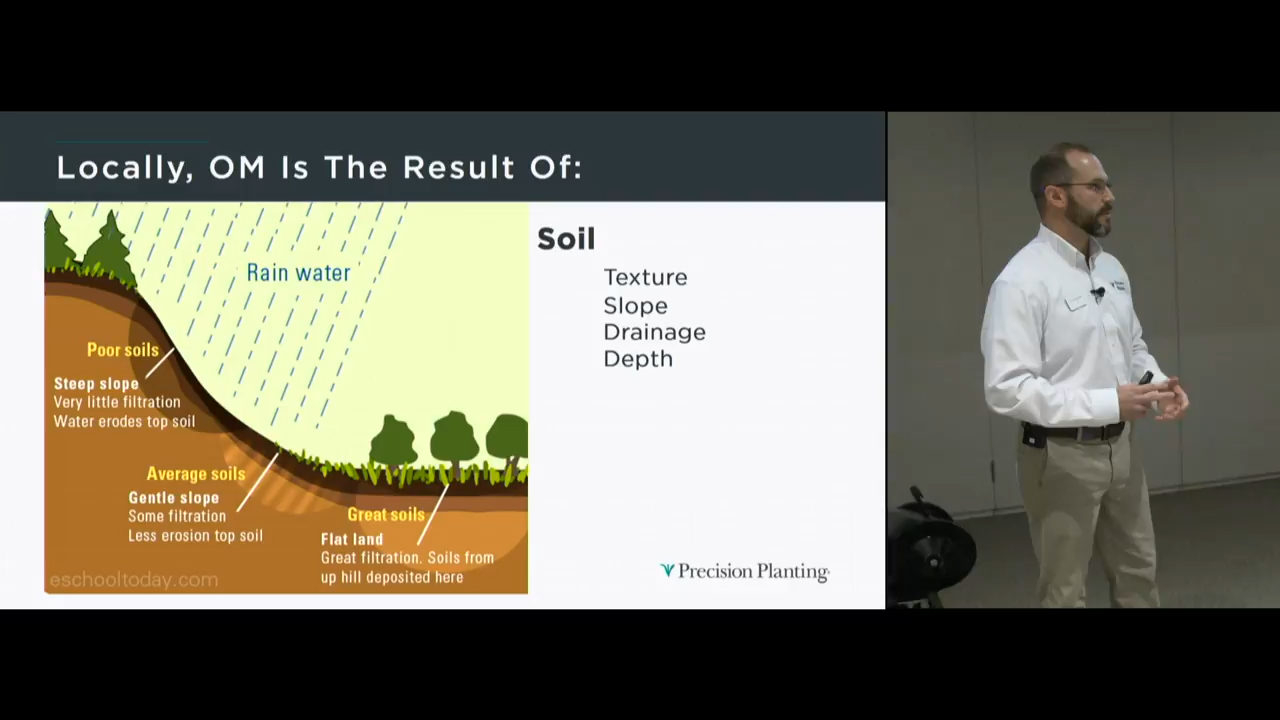 Locally, OM Is The Result Of:
Rain water
Poor soils
Steep slope
Very little filtration
Water erodes top soil
Average soils
Gentle slope
Some filtration
Less erosion top soil
Great soils
Flat land
Great filtration. Soils from
up hill deposited here
eschooltoday.com
Soil
Texture
Slope
Drainage
Depth
Precision Planting